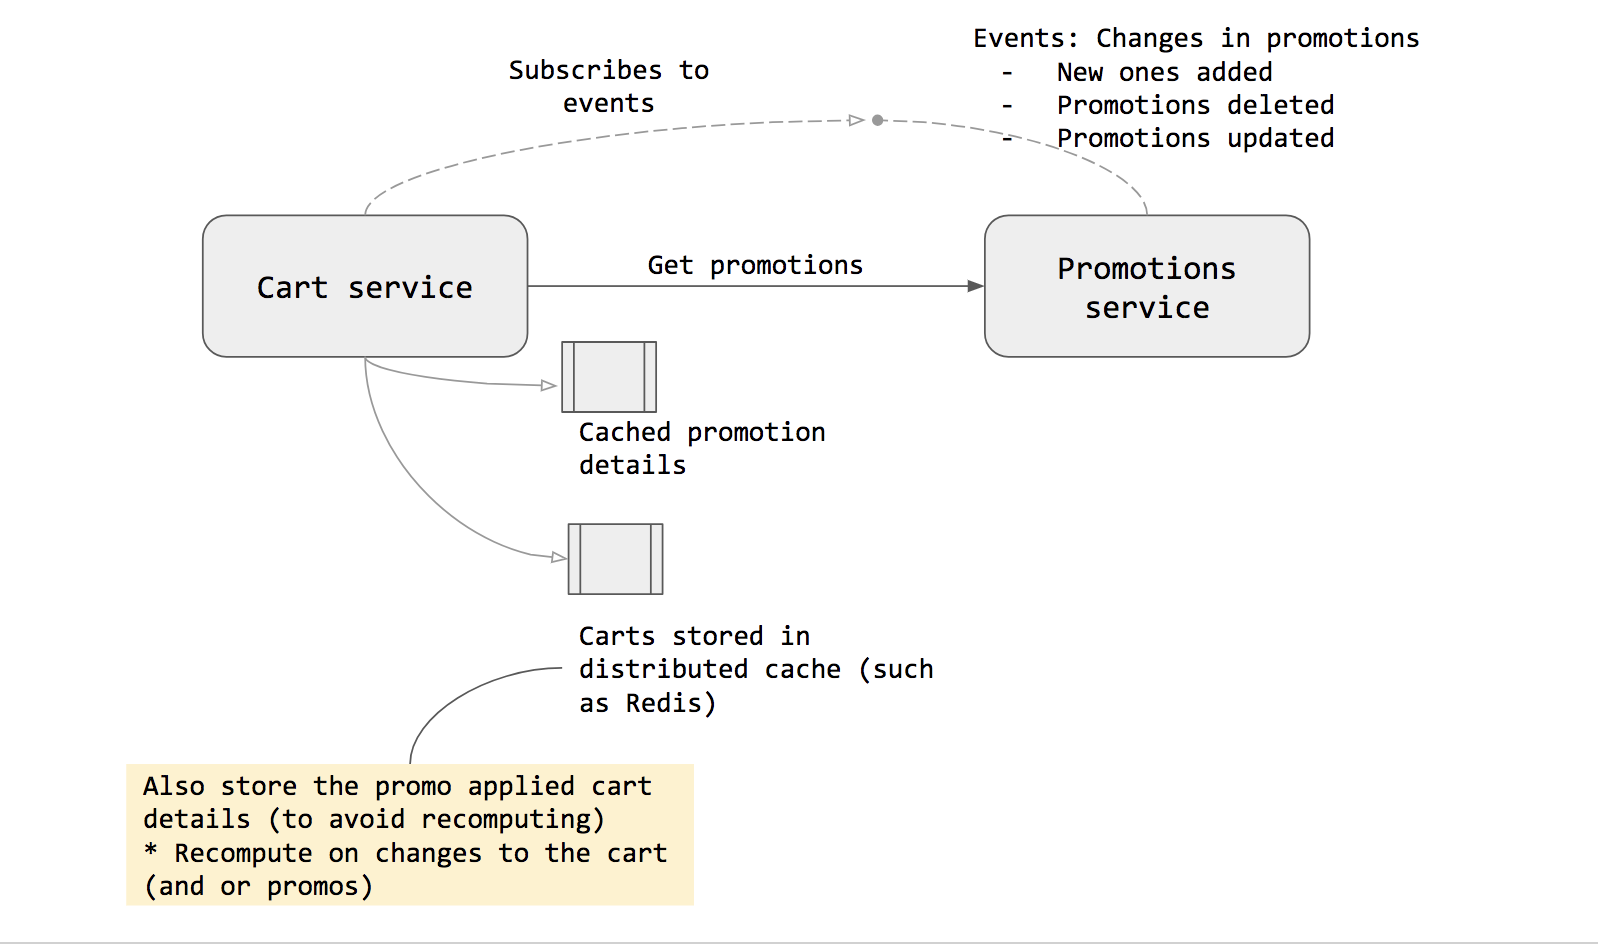 Events: Changes in promotions
- New ones added
- Promotions deleted
- Promotions updated
Subscribes to
events
Cart service
Get promotions
Promotions
service
Cached promotion
details
Carts stored in
distributed cache (such
as Redis)
Also store the promo applied cart
details (to avoid recomputing)
* Recompute on changes to the cart
(and or promos)